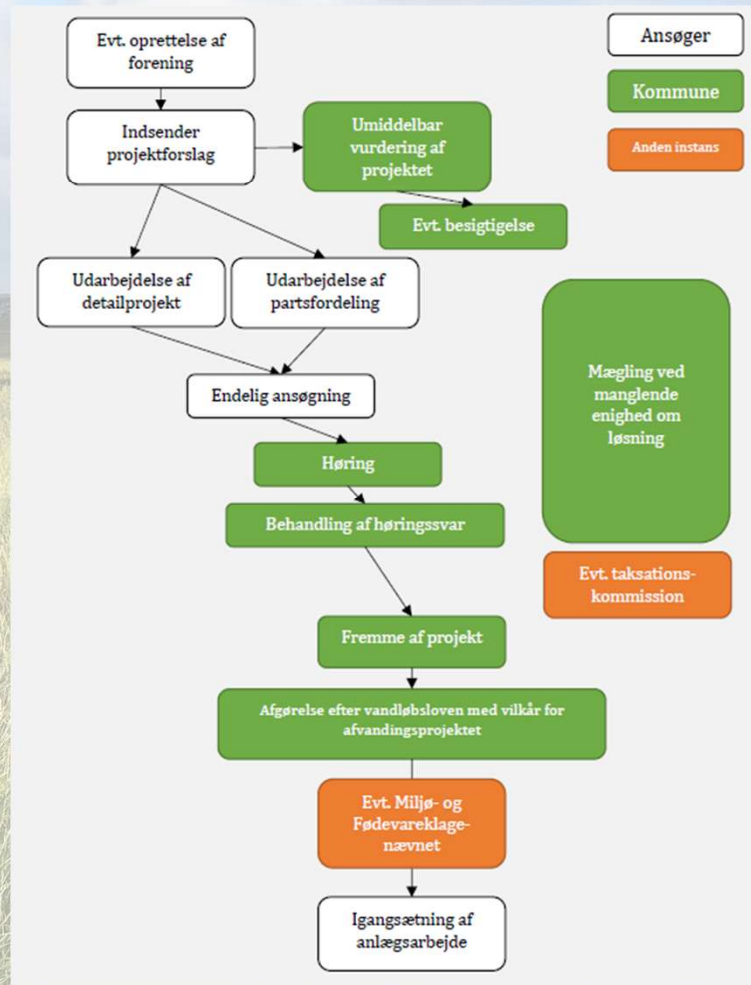 Evt. oprettelse af
forening
Ansøger
Kommune
Anden instans
Indsender
projektforslag
Umiddelbar
vurdering af
projektet
Evt. besigtigelse
Udarbejdelse af
detailprojekt
Udarbejdelse af
partsfordeling
Mægling ved
manglende
enighed om
løsning
Endelig ansøgning
Høring
Behandling af høringssvar
Evt. taksations-
kommission
Fremme af projekt
Afgørelse efter vandløbsloven med vilkår for
afvandingsprojektet
Evt. Miljø- og
Fødevareklage-
nævnet
Igangsætning af
anlægsarbejde